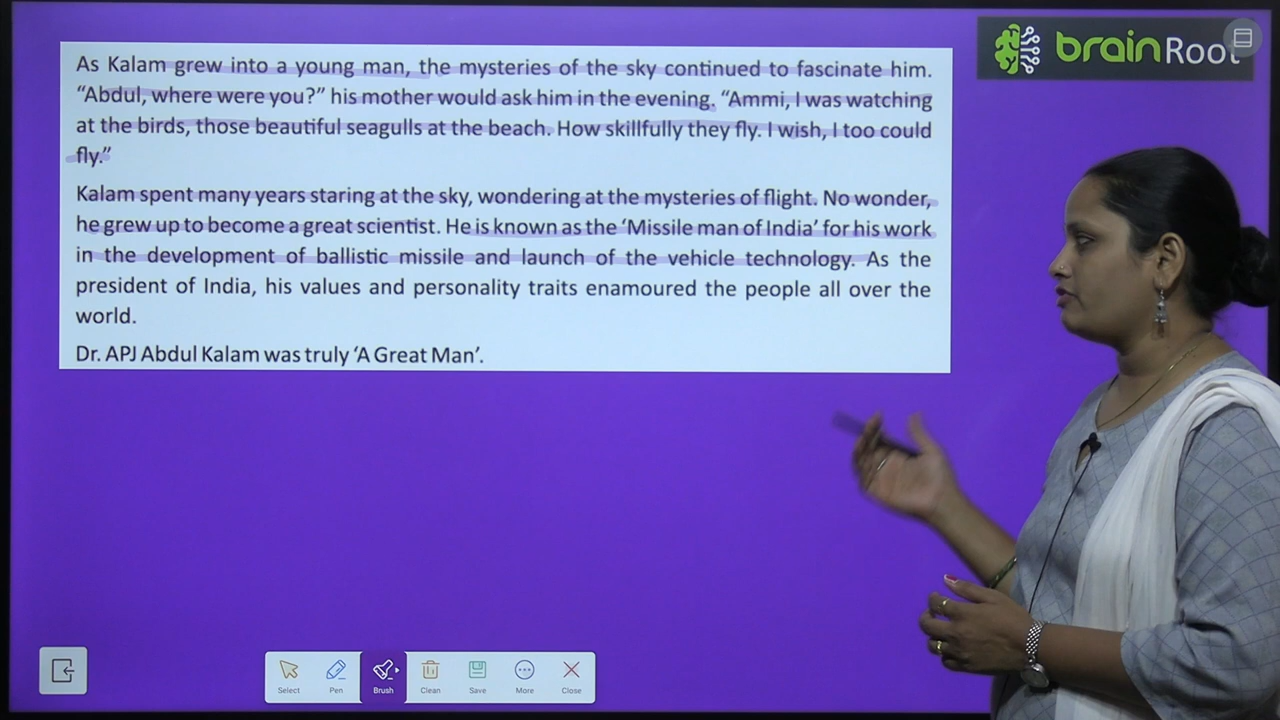 As Kalam grew into a young man, the mysteries of the sky continued to fascinate him.
“Abdul, where were you?” his mother would ask him in the evening. “Ammi, I was watching
at the birds, those beautiful seagulls at the beach. How skillfully they fly. I wish, I too could
fly.”
Kalam spent many years staring at the sky, wondering at the mysteries of flight. No wonder,
he grew up to become a great scientist. He is known as the ‘Missile man of India’ for his work
in the development of ballistic missile and launch of the vehicle technology. As the
president of India, his values and personality traits enamoured the people all over the
world.
Dr. APJ Abdul Kalam was truly ‘A Great Man’.
brainRoot
Select Pen Brush Clean Save More Close